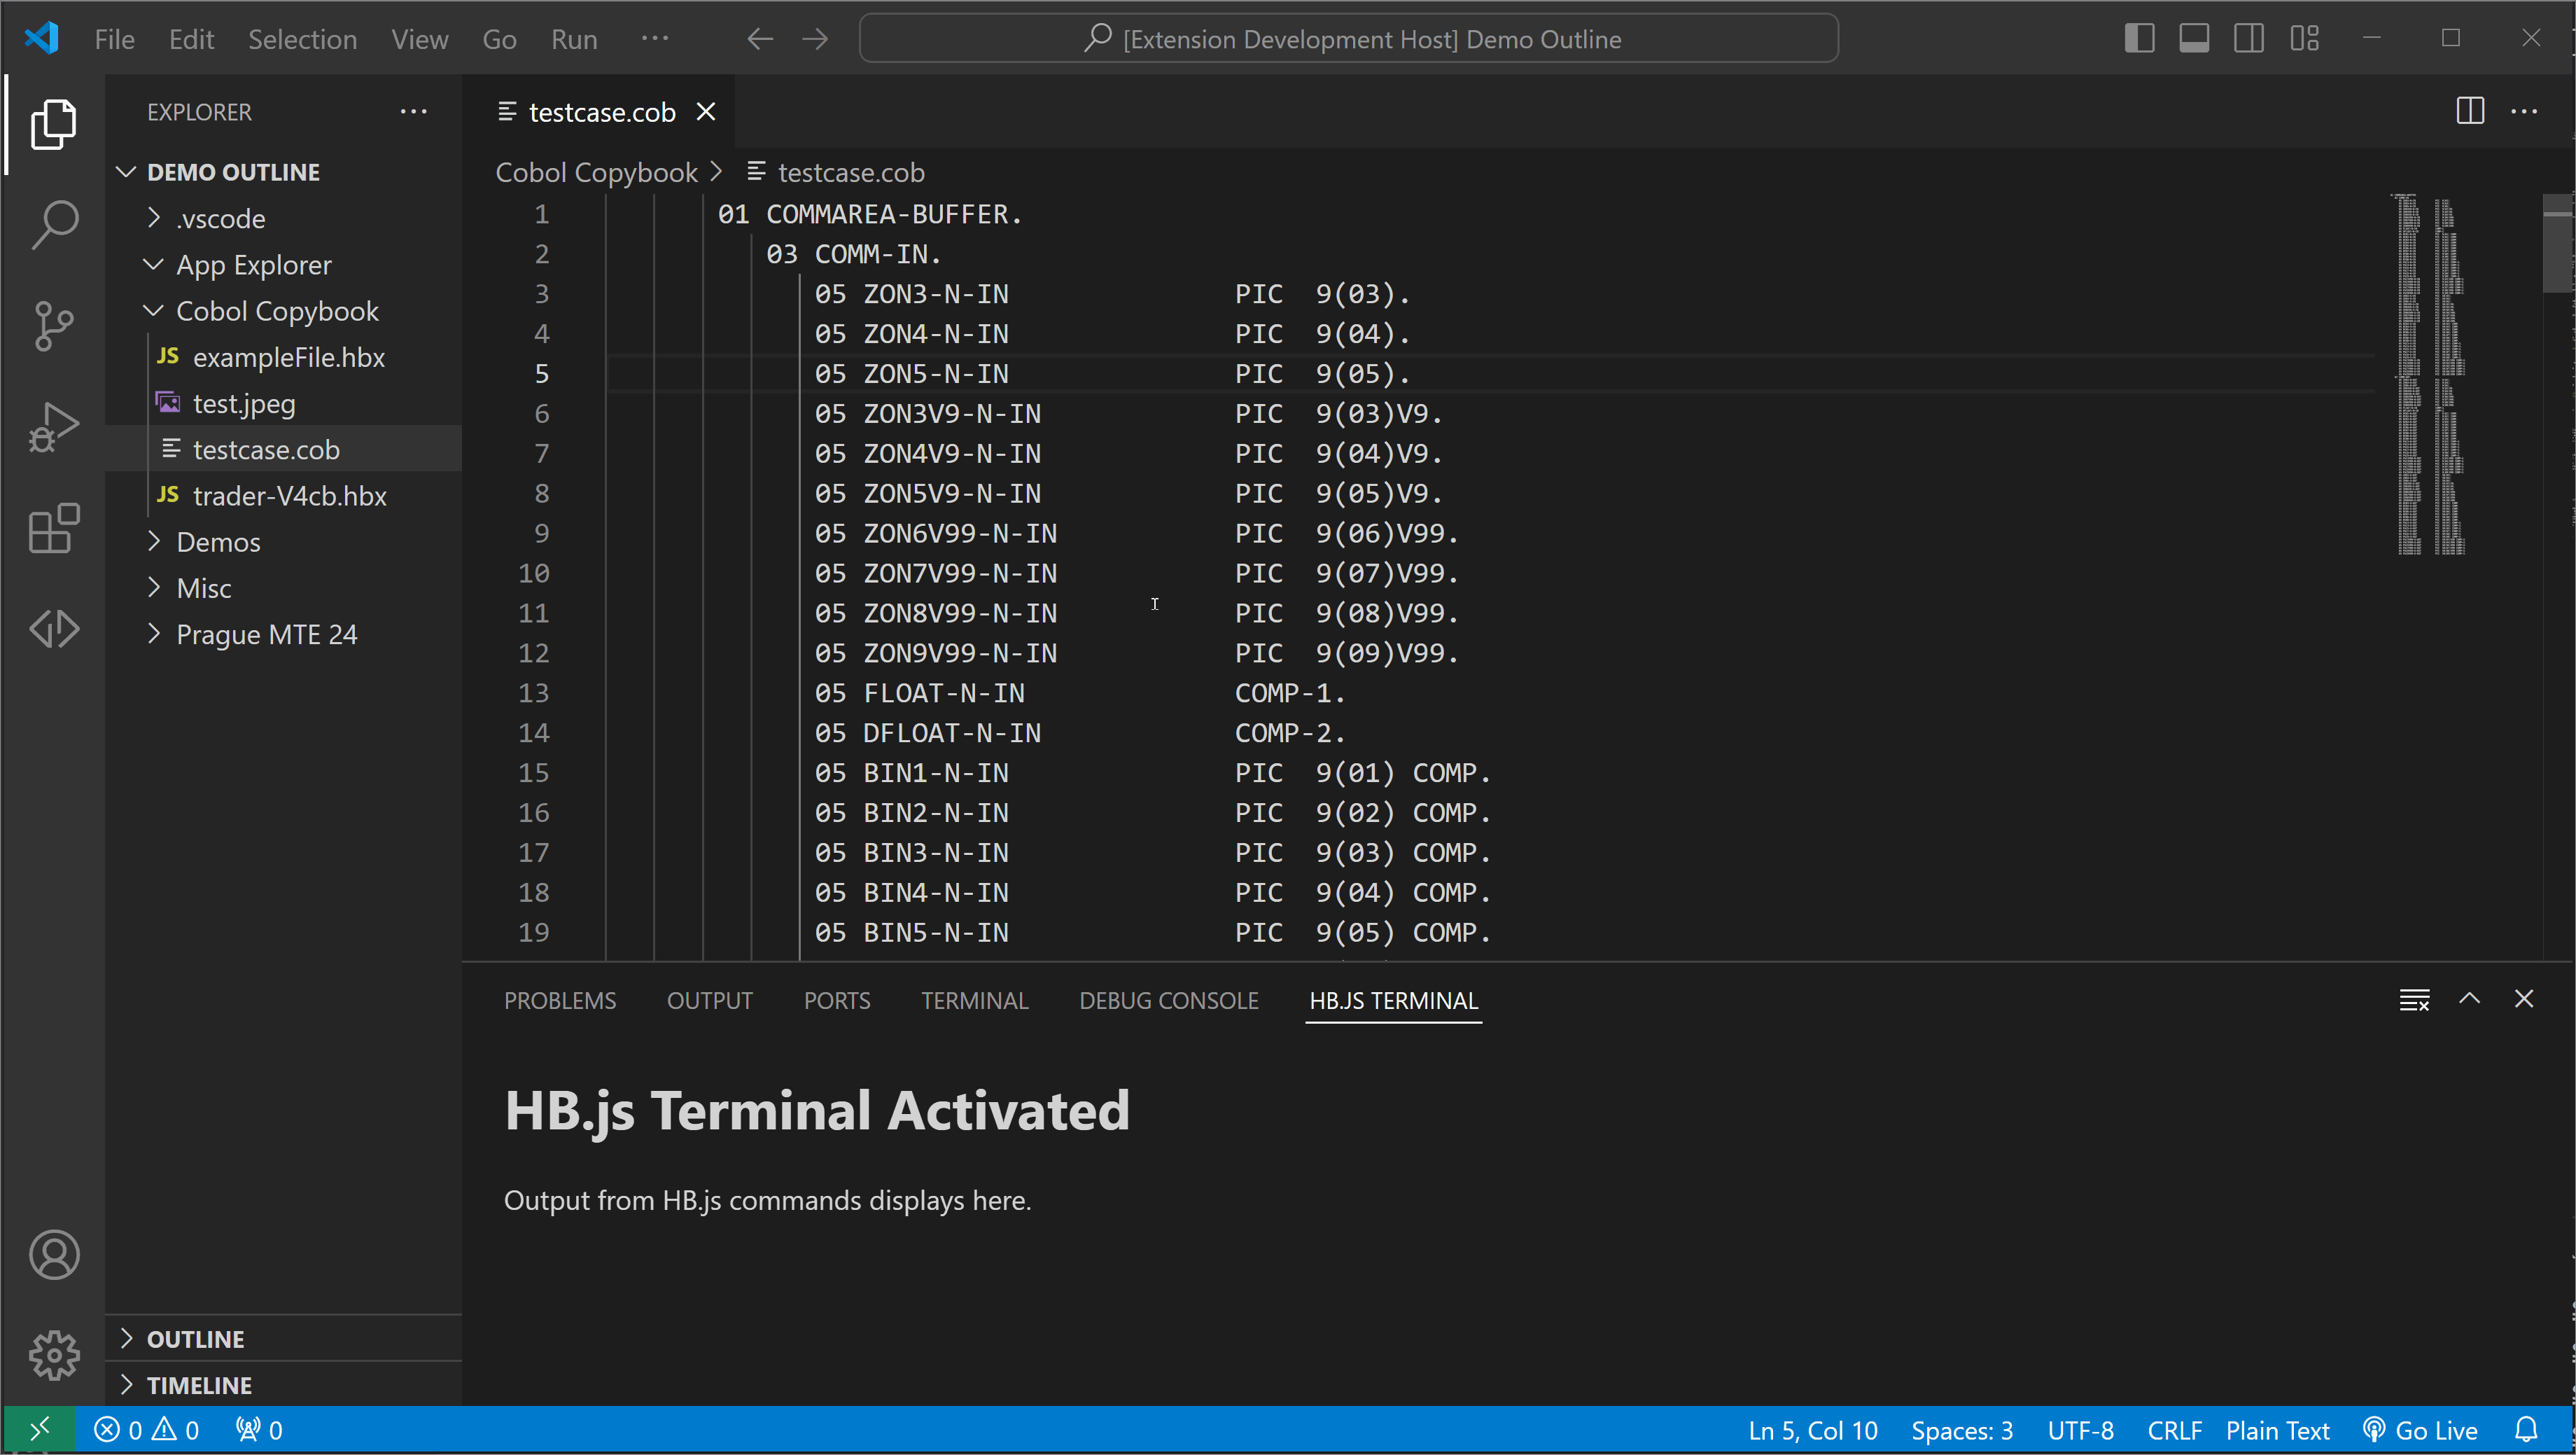 File Edit Selection View Go Run ··· [Extension Development Host] Demo Outline
EXPLORER
DEMO OUTLINE
.vscode
App Explorer
Cobol Copybook
JS exampleFile.hbx
test.jpeg
testcase.cob
JS trader-V4cb.hbx
Demos
Misc
Prague MTE 24
OUTLINE
TIMELINE
testcase.cob
Cobol Copybook > testcase.cob
1 01 COMMAREA-BUFFER.
2 03 COMM-IN.
3 05 ZON3-N-IN PIC 9(03).
4 05 ZON4-N-IN PIC 9(04).
5 05 ZON5-N-IN PIC 9(05).
6 05 ZON3V9-N-IN PIC 9(03)V9.
7 05 ZON4V9-N-IN PIC 9(04)V9.
8 05 ZON5V9-N-IN PIC 9(05)V9.
9 05 ZON6V99-N-IN PIC 9(06)V99.
10 05 ZON7V99-N-IN PIC 9(07)V99.
11 05 ZON8V99-N-IN PIC 9(08)V99.
12 05 ZON9V99-N-IN PIC 9(09)V99.
13 05 FLOAT-N-IN COMP-1.
14 05 DFLOAT-N-IN COMP-2.
15 05 BIN1-N-IN PIC 9(01) COMP.
16 05 BIN2-N-IN PIC 9(02) COMP.
17 05 BIN3-N-IN PIC 9(03) COMP.
18 05 BIN4-N-IN PIC 9(04) COMP.
19 05 BIN5-N-IN PIC 9(05) COMP.
PROBLEMS OUTPUT PORTS TERMINAL DEBUG CONSOLE HB.JS TERMINAL
HB.js Terminal Activated
Output from HB.js commands displays here.
0 0 0 Ln 5, Col 10 Spaces: 3 UTF-8 CRLF Plain Text Go Live